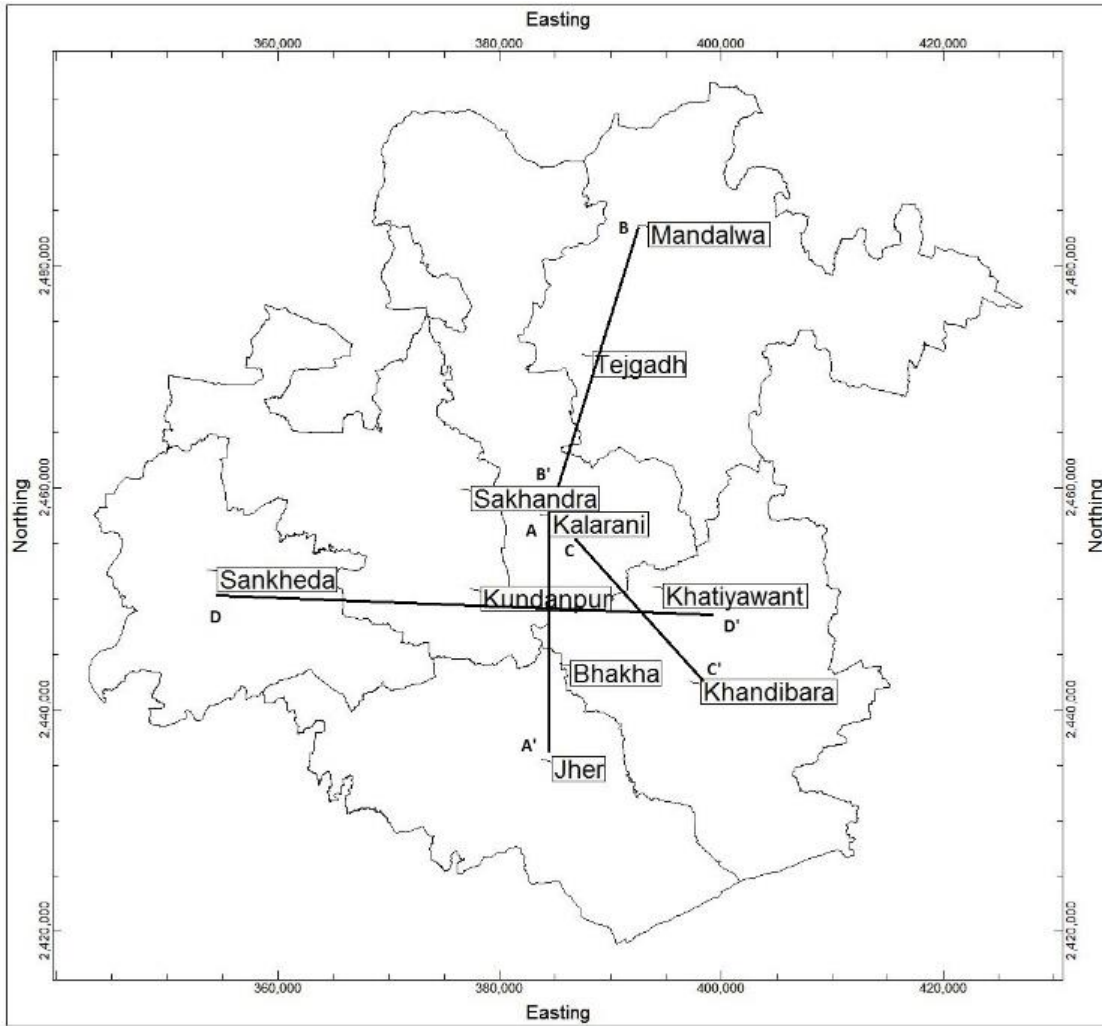 Easting
360,000 380,000 400,000 420,000
B Mandalwa
2,480,000 2,480,000
Tejgadh
B'
2,460,000 2,460,000
Sakhandra
A Kalarani
C
Northing Northing
Sankheda Kundanpur Khatiyawant
D D'
Bhakha C'
Khandibara
2,440,000 2,440,000
A'
Jher
2,420,000 2,420,000
360,000 380,000 400,000 420,000
Easting